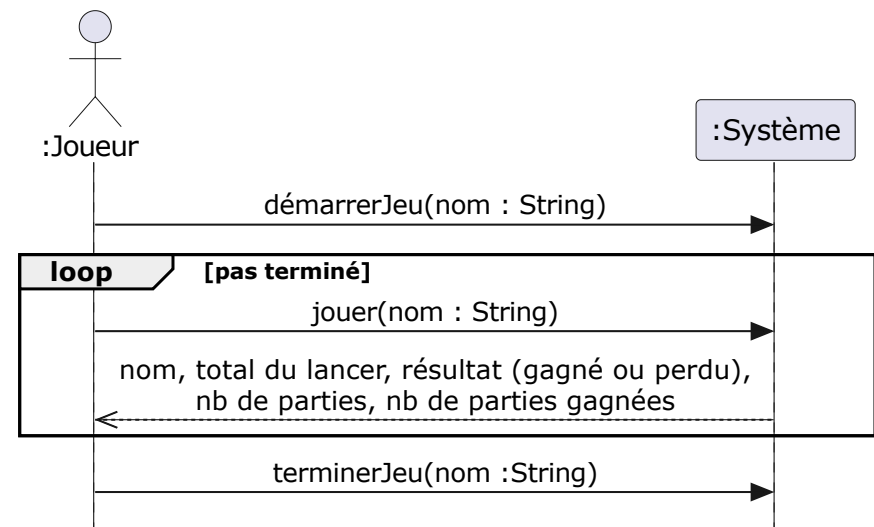 :Joueur
:Système
démarrerJeu(nom : String)
loop
[pas terminé]
jouer(nom : String)
nom, total du lancer, résultat (gagné ou perdu),
nb de parties, nb de parties gagnées
terminerJeu(nom :String)